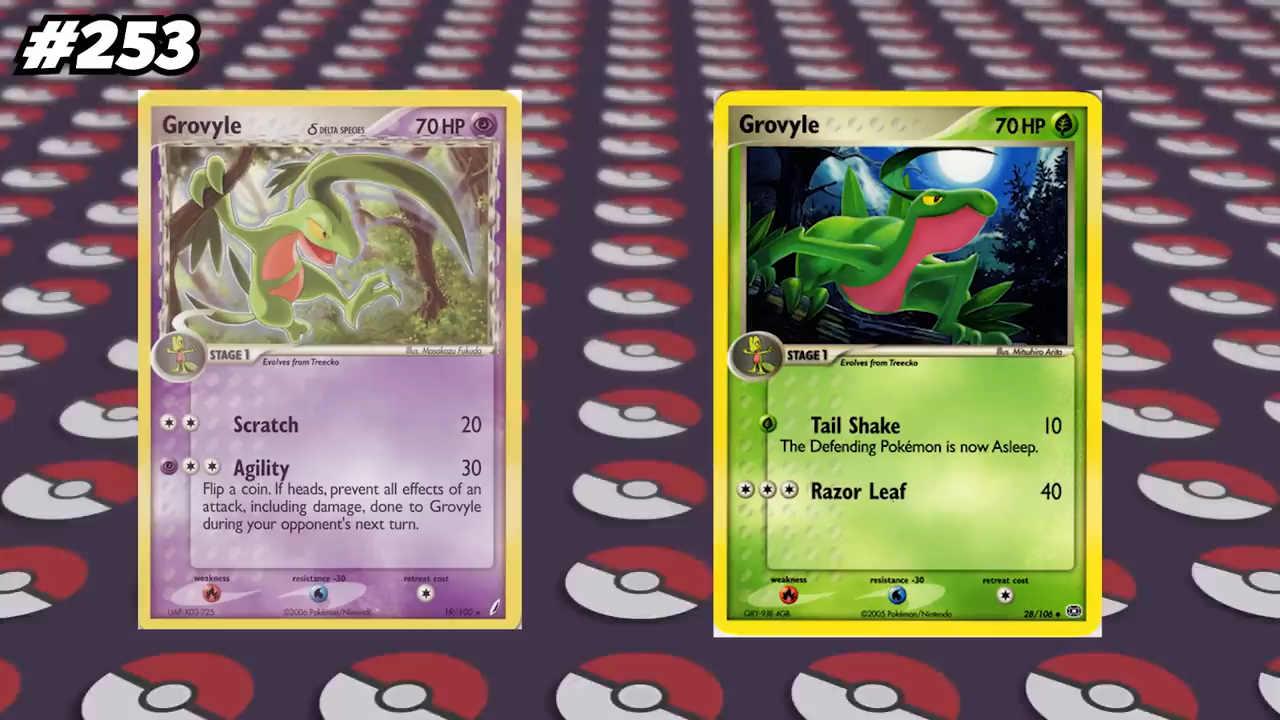 #253
Grovyle
δ DELTA SPECIES
70 HP
STAGE 1
Evolves from Treecko
Illus. Masakazu Fukuda
Scratch 20
Agility 30
Flip a coin. If heads, prevent all effects of an
attack, including damage, done to Grovyle
during your opponent's next turn.
weakness resistance -30 retreat cost
©2006 Pokémon/Nintendo
19/100
Grovyle
70 HP
STAGE 1
Evolves from Treecko
Illus. Mitsuhiro Arita
Tail Shake 10
The Defending Pokémon is now Asleep.
Razor Leaf 40
weakness resistance -30 retreat cost
©2005 Pokémon/Nintendo
28/106